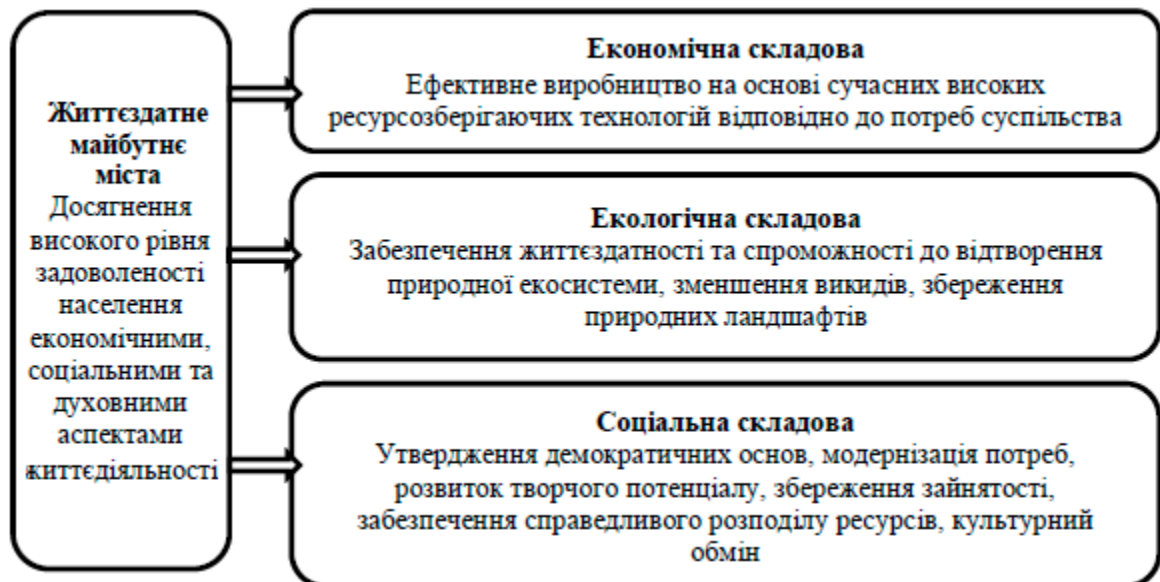 Життєздатне
майбутнє
міста
Досягнення
високого рівня
задоволеності
населення
економічними,
соціальними та
духовними
аспектами
життєдіяльності
Економічна складова
Ефективне виробництво на основі сучасних високих
ресурсозберігаючих технологій відповідно до потреб суспільства
Екологічна складова
Забезпечення життєздатності та спроможності до відтворення
природної екосистеми, зменшення викидів, збереження
природних ландшафтів
Соціальна складова
Утвердження демократичних основ, модернізація потреб,
розвиток творчого потенціалу, збереження зайнятості,
забезпечення справедливого розподілу ресурсів, культурний
обмін